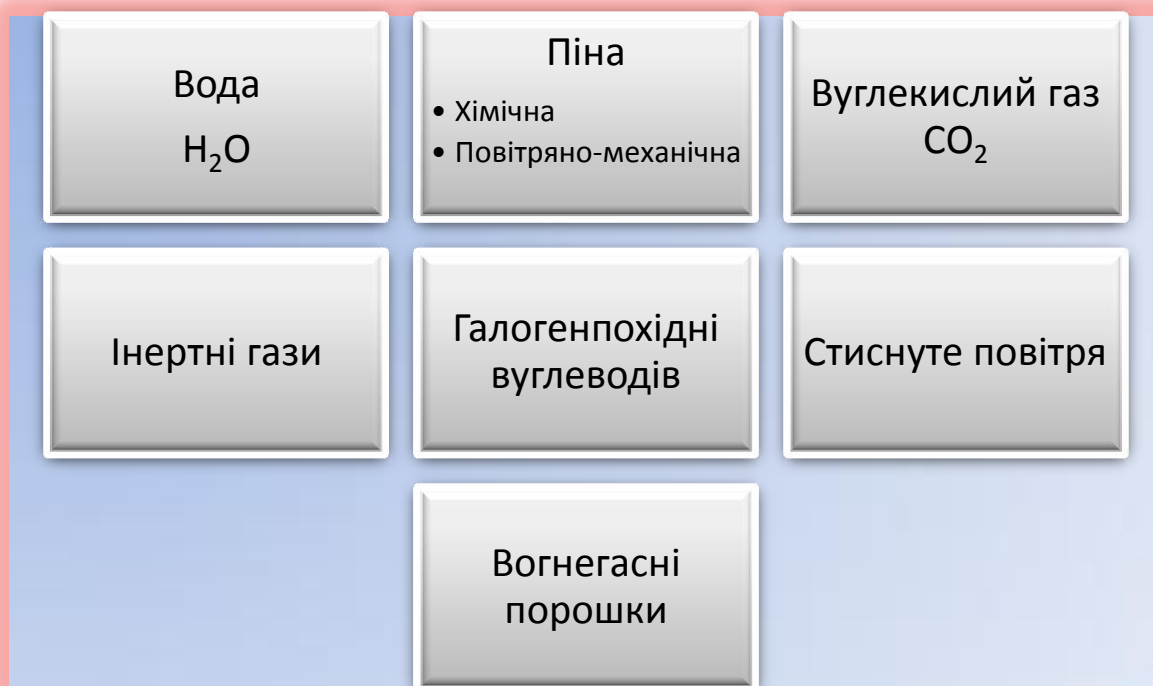 Вода
H₂O
Піна
• Хімічна
• Повітряно-механічна
Вуглекислий газ
CO₂
Інертні гази
Галогенпохідні
вуглеводів
Стиснуте повітря
Вогнегасні
порошки